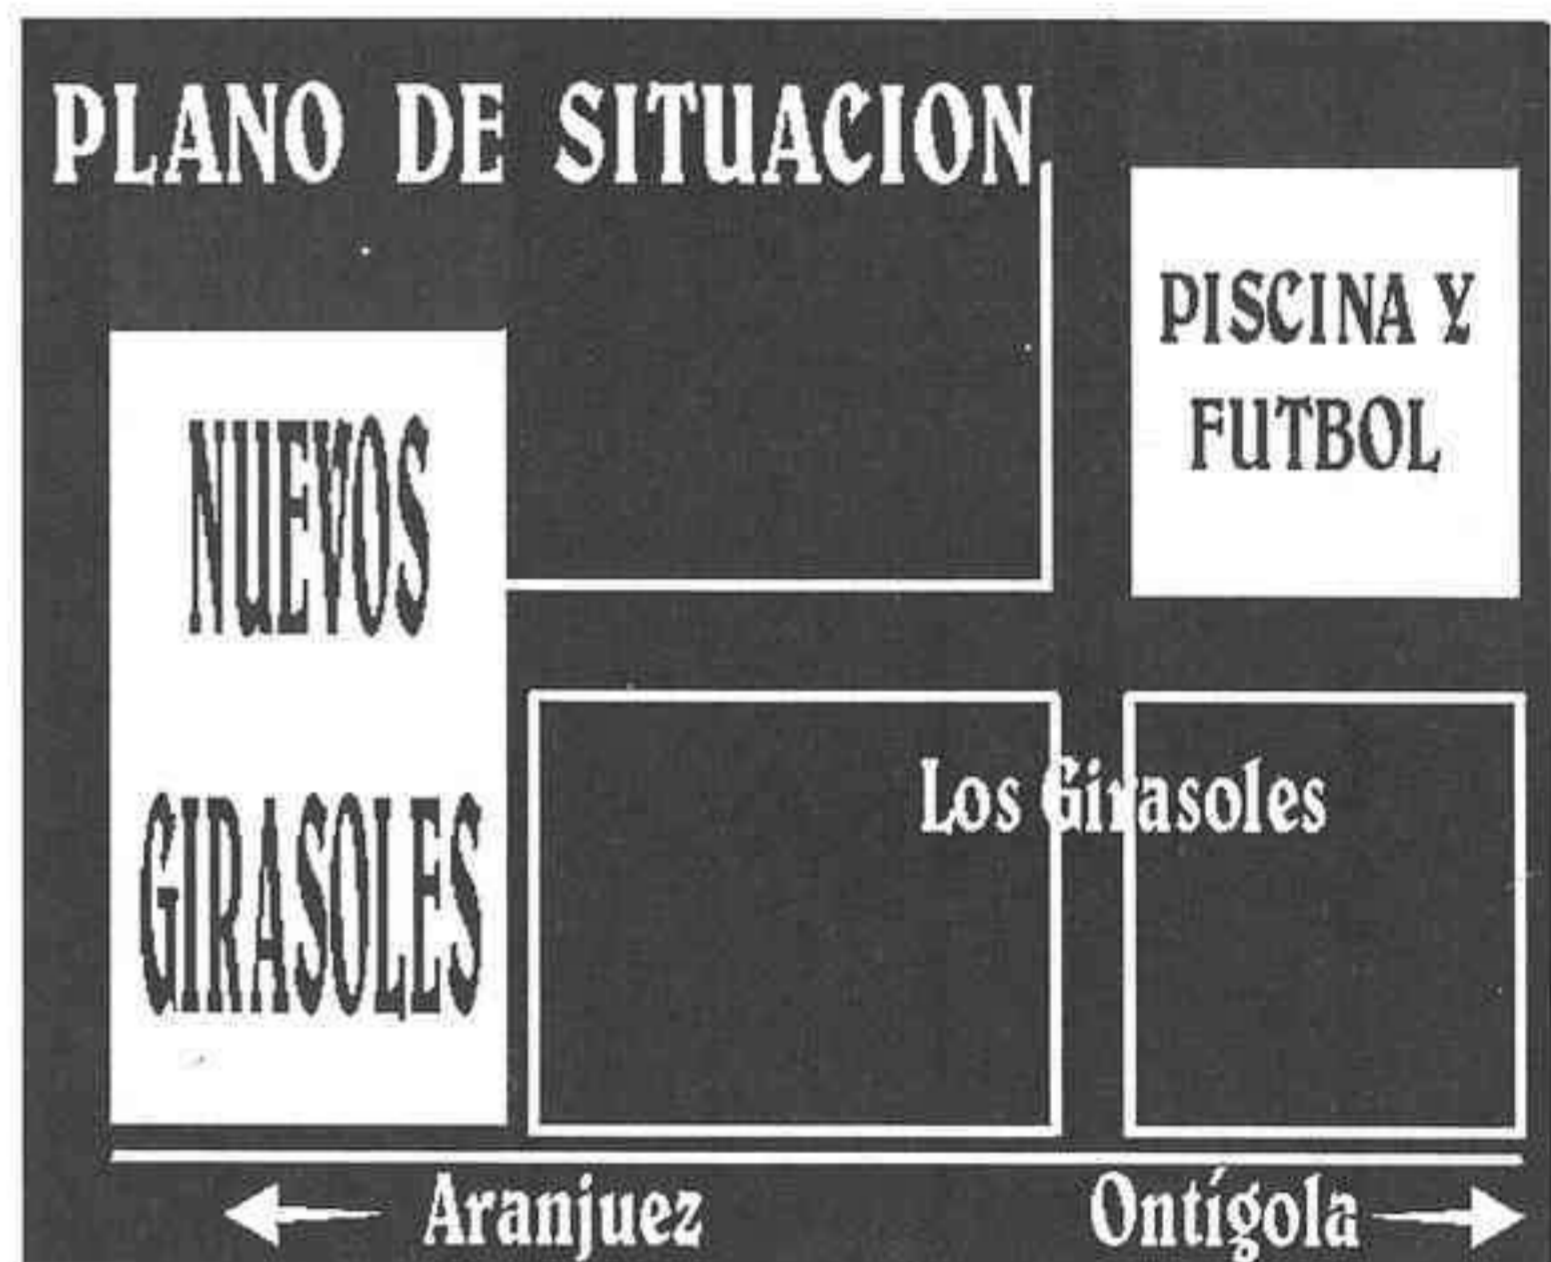 PLANO DE SITUACION
PISCINA Y
FUTBOL
NUEVOS
GIRASOLES
Los Girasoles
Aranjuez
Ontígola